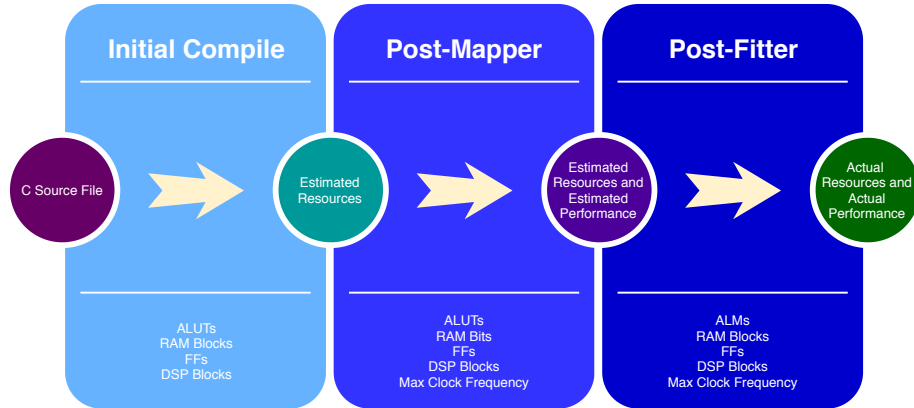 Initial Compile
Post-Mapper
Post-Fitter
C Source File
Estimated
Resources
Estimated
Resources and
Estimated
Performance
Actual
Resources and
Actual
Performance
ALUTs
RAM Blocks
FFs
DSP Blocks
ALUTs
RAM Bits
FFs
DSP Blocks
Max Clock Frequency
ALMs
RAM Blocks
FFs
DSP Blocks
Max Clock Frequency